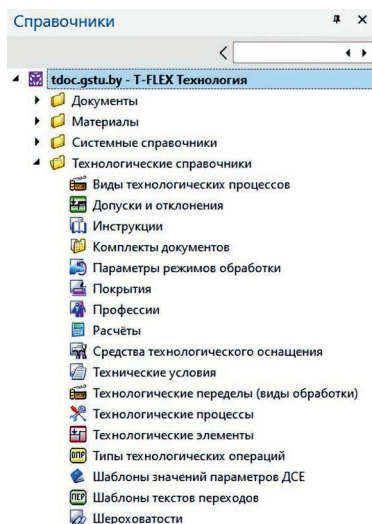 Справочники
tdoc.gstu.by - T-FLEX Технология
Документы
Материалы
Системные справочники
Технологические справочники
Виды технологических процессов
Допуски и отклонения
Инструкции
Комплекты документов
Параметры режимов обработки
Покрытия
Профессии
Расчёты
Средства технологического оснащения
Технические условия
Технологические переделы (виды обработки)
Технологические процессы
Технологические элементы
ОПР Типы технологических операций
Шаблоны значений параметров ДСЕ
ПЕР Шаблоны текстов переходов
Шероховатости